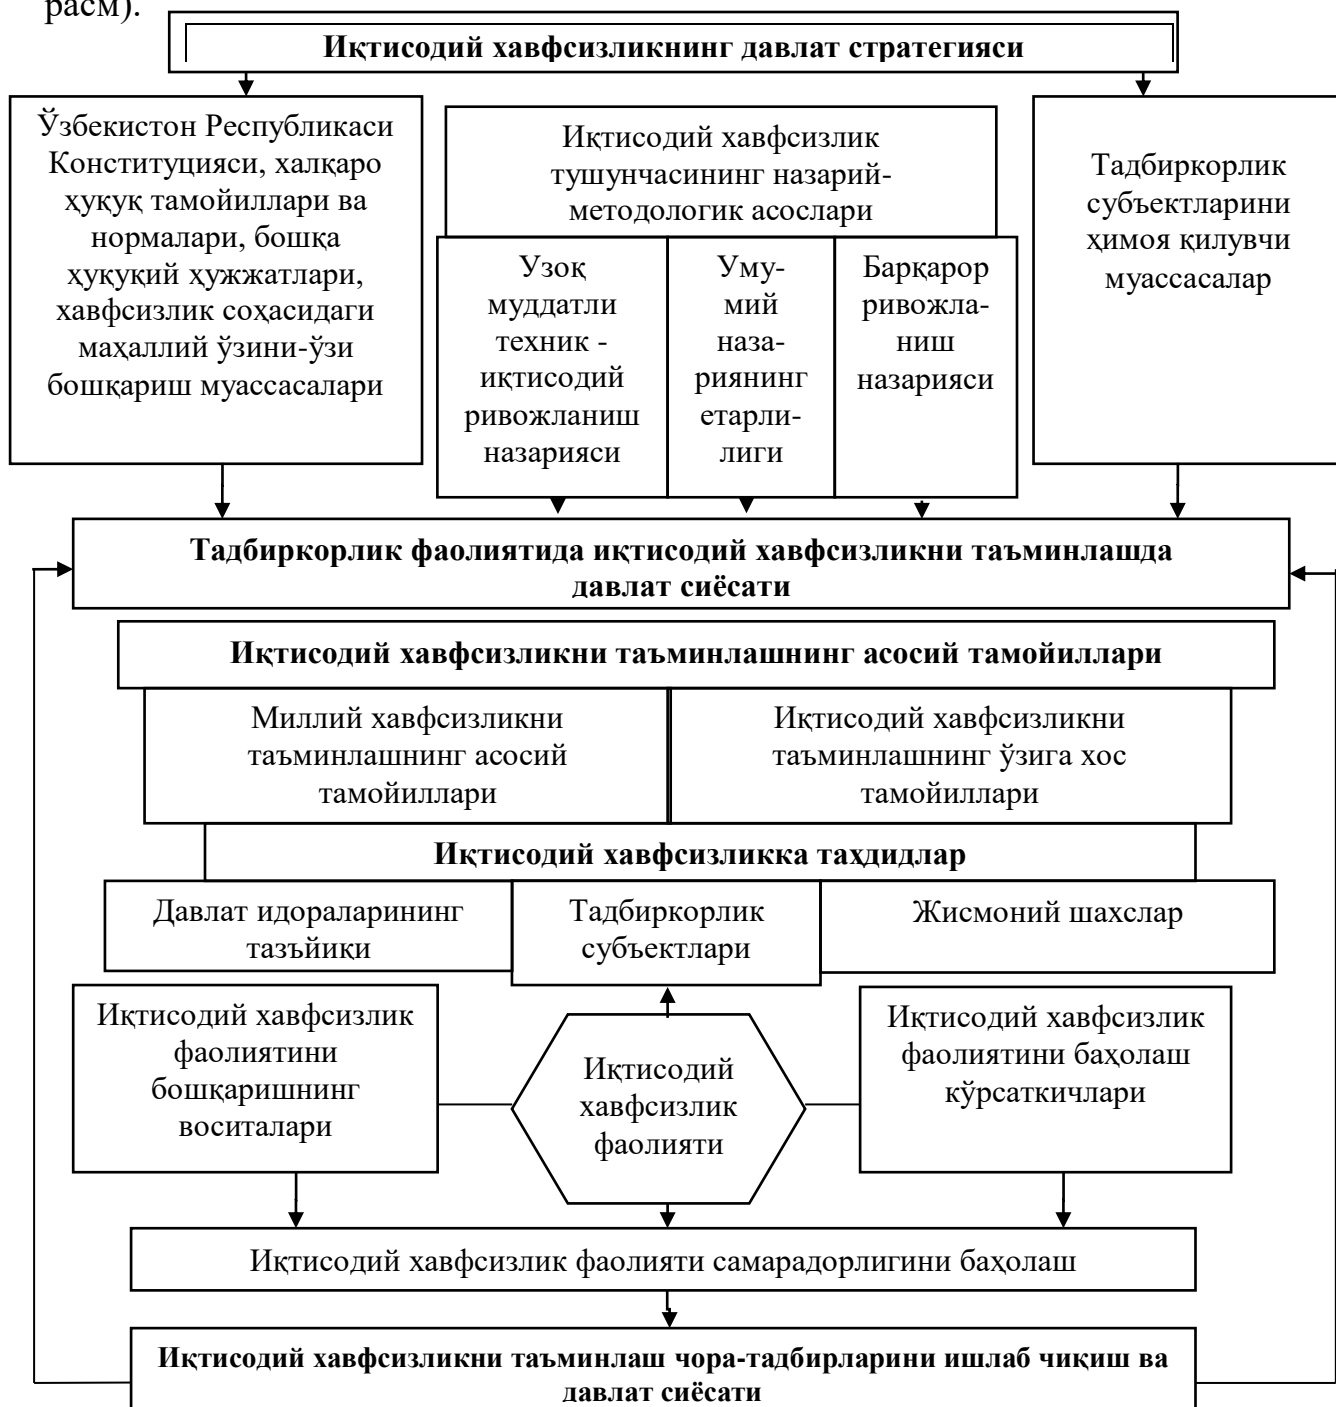 расм).
Иқтисодий хавфсизликнинг давлат стратегияси
Ўзбекистон Республикаси
Конституцияси, халқаро
ҳуқуқ тамойиллари ва
нормалари, бошқа
ҳуқуқий ҳужжатлари,
хавфсизлик соҳасидаги
маҳаллий ўзини-ўзи
бошқариш муассасалари
Иқтисодий хавфсизлик
тушунчасининг назарий-
методологик асослари
Узоқ
муддатли
техник -
иқтисодий
ривожланиш
назарияси
Уму-
мий
наза-
риянинг
етарли-
лиги
Барқарор
ривожла-
ниш
назарияси
Тадбиркорлик
субъектларини
ҳимоя қилувчи
муассасалар
Тадбиркорлик фаолиятида иқтисодий хавфсизликни таъминлашда
давлат сиёсати
Иқтисодий хавфсизликни таъминлашнинг асосий тамойиллари
Миллий хавфсизликни
таъминлашнинг асосий
тамойиллари
Иқтисодий хавфсизликни
таъминлашнинг ўзига хос
тамойиллари
Иқтисодий хавфсизликка таҳдидлар
Давлат идораларининг
тазъйиқи
Тадбиркорлик
субъектлари
Жисмоний шахслар
Иқтисодий хавфсизлик
фаолиятини
бошқаришнинг
воситалари
Иқтисодий
хавфсизлик
фаолияти
Иқтисодий хавфсизлик
фаолиятини баҳолаш
кўрсаткичлари
Иқтисодий хавфсизлик фаолияти самарадорлигини баҳолаш
Иқтисодий хавфсизликни таъминлаш чора-тадбирларини ишлаб чиқиш ва
давлат сиёсати